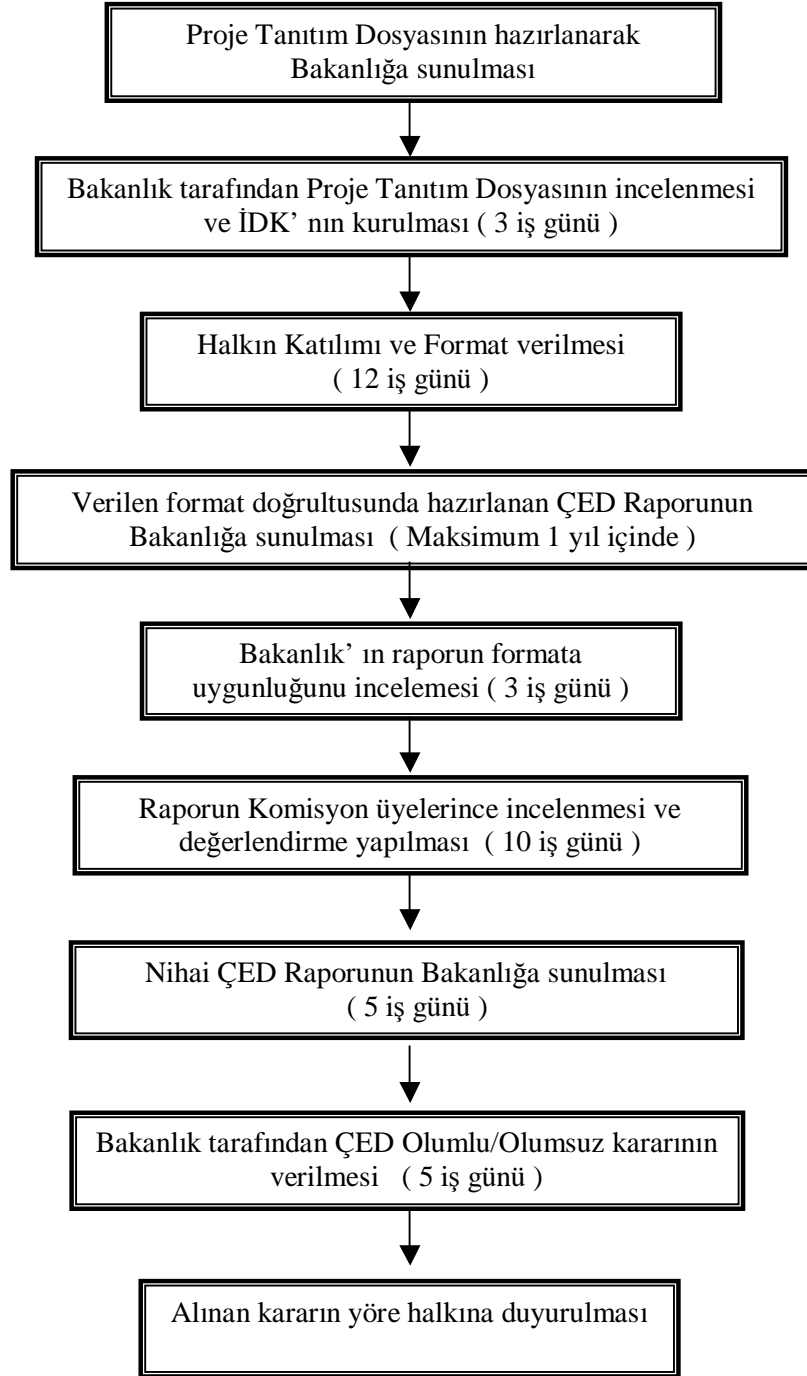 Proje Tanıtım Dosyasının hazırlanarak
Bakanlığa sunulması
Bakanlık tarafından Proje Tanıtım Dosyasının incelenmesi
ve İDK’ nın kurulması ( 3 iş günü )
Halkın Katılımı ve Format verilmesi
( 12 iş günü )
Verilen format doğrultusunda hazırlanan ÇED Raporunun
Bakanlığa sunulması ( Maksimum 1 yıl içinde )
Bakanlık’ ın raporun formata
uygunluğunu incelemesi ( 3 iş günü )
Raporun Komisyon üyelerince incelenmesi ve
değerlendirme yapılması ( 10 iş günü )
Nihai ÇED Raporunun Bakanlığa sunulması
( 5 iş günü )
Bakanlık tarafından ÇED Olumlu/Olumsuz kararının
verilmesi ( 5 iş günü )
Alınan kararın yöre halkına duyurulması